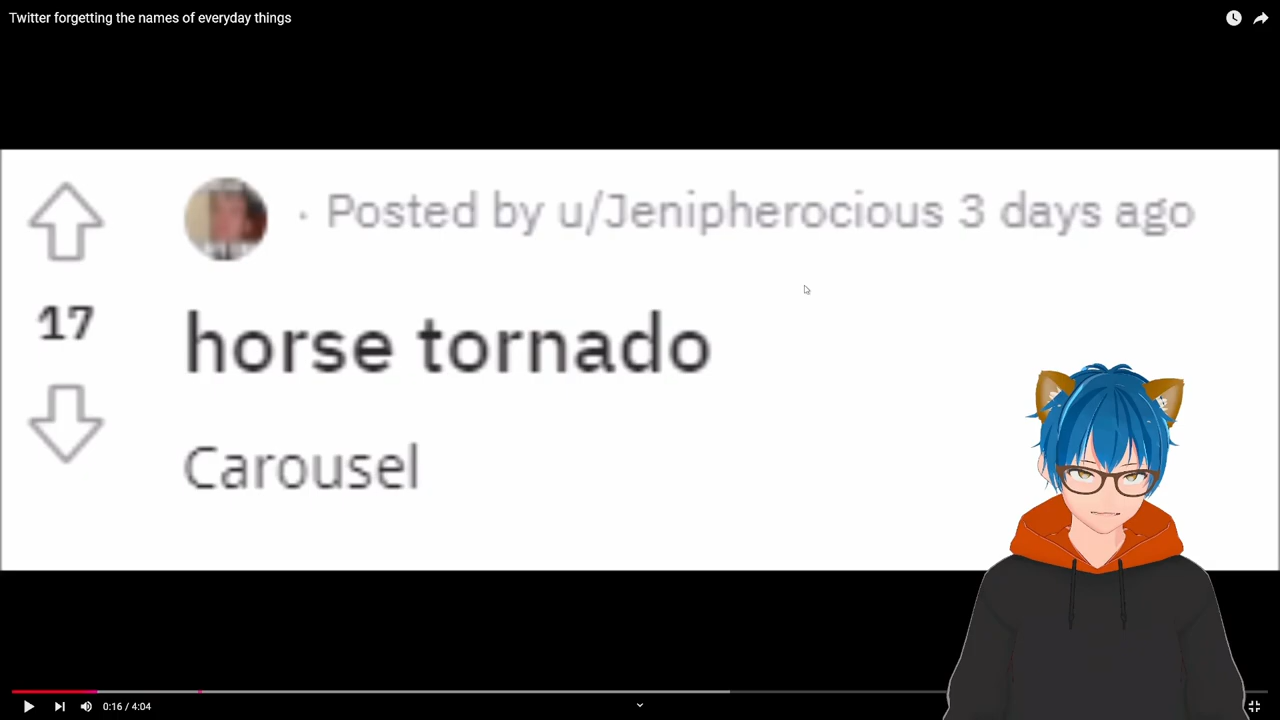 Twitter forgetting the names of everyday things
· Posted by u/Jenipherocious 3 days ago
17
horse tornado
Carousel
0:16 / 4:04